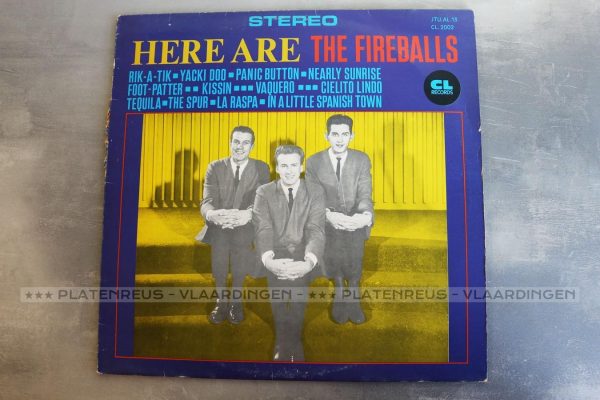 STEREO
JTU.AL 13
CL. 2002
HERE ARE THE FIREBALLS
RIK-A-TIK ▪ YACKI DOO ▪ PANIC BUTTON ▪ NEARLY SUNRISE
FOOT-PATTER ▪▪ KISSIN ▪▪▪ VAQUERO ▪▪▪ CIELITO LINDO
TEQUILA ▪ THE SPUR ▪ LA RASPA ▪ IN A LITTLE SPANISH TOWN
CL
RECORDS
*** PLATENREUS - VLAARDINGEN - *** PLATENREUS - VLAARDINGEN